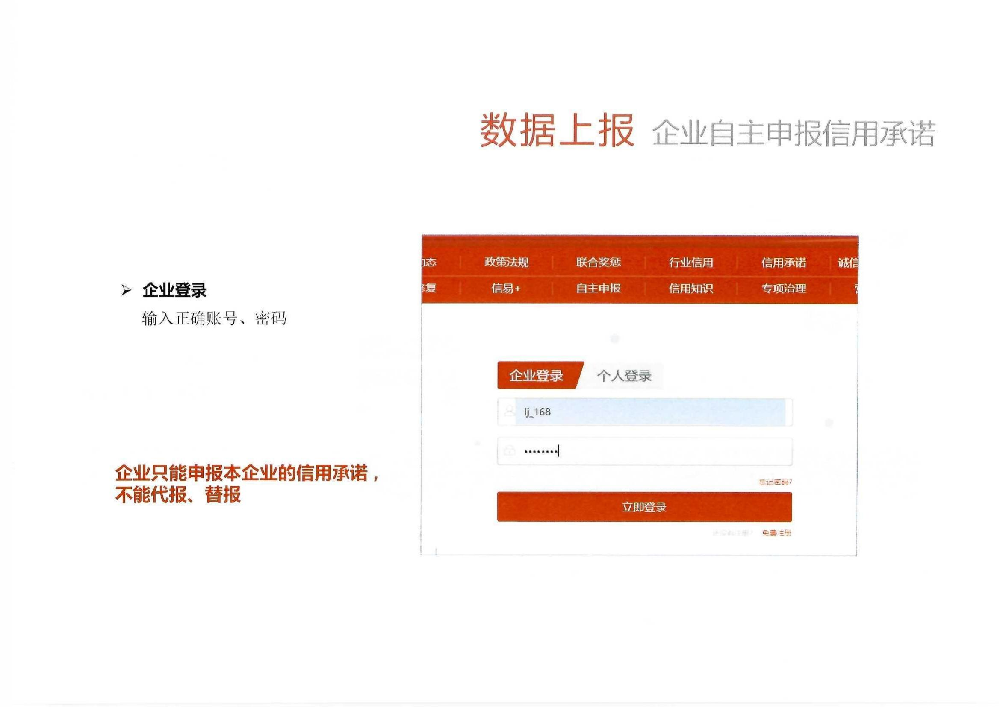 数据上报 企业自主申报信用承诺
➢ 企业登录
输入正确账号、密码
企业只能申报本企业的信用承诺，
不能代报、替报
态 政策法规 联合奖惩 行业信用 信用承诺 诚信
复 信易+ 自主申报 信用知识 专项治理
企业登录 个人登录
lj_168
••••••••
忘记密码?
立即登录
免费注册